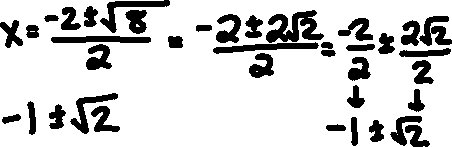 x = (-2 ± √8)/2 = (-2 ± 2√2)/2 = -2/2 ± 2√2/2
↓ ↓
-1 ± √2 -1 ± √2